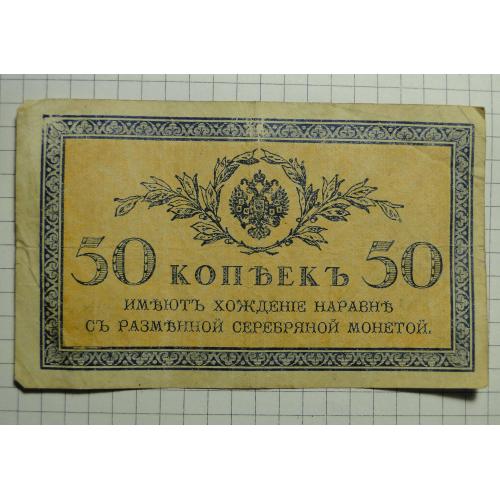 50 КОПѢЕКЪ 50
ИМѢЮТЪ ХОЖДЕНІЕ НАРАВНѢ
СЪ РАЗМѢННОЙ СЕРЕБРЯНОЙ МОНЕТОЙ.